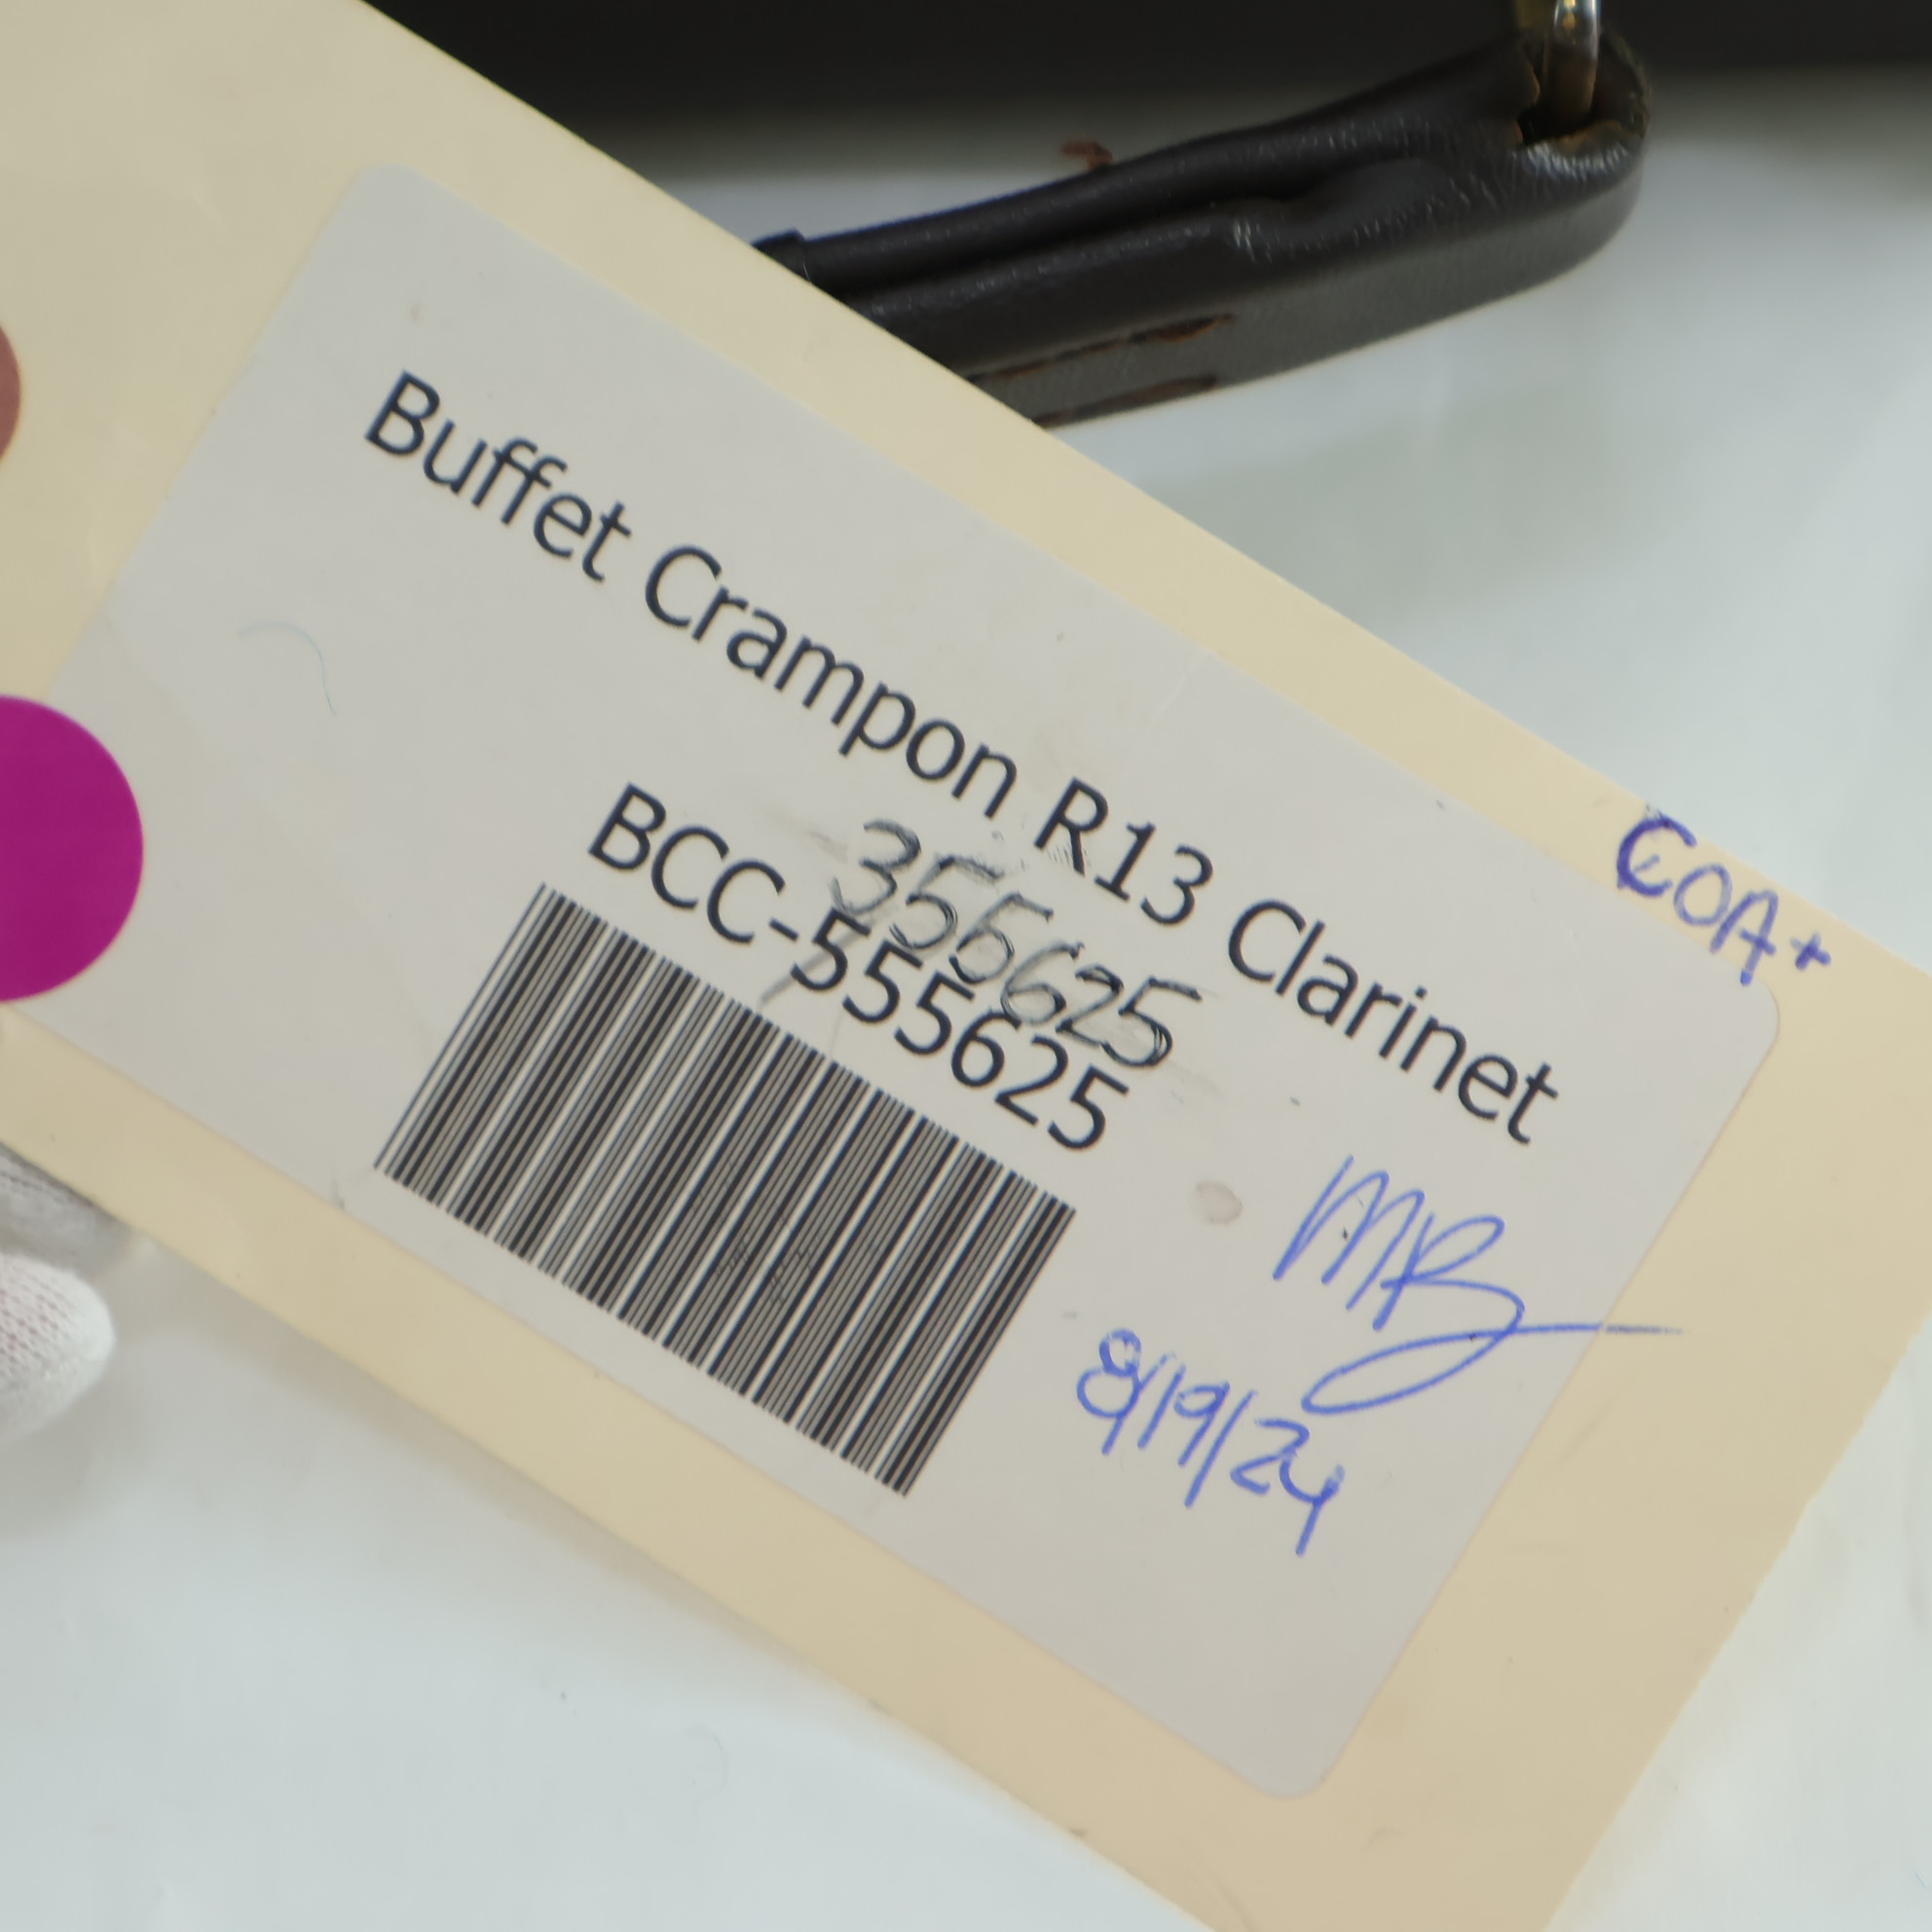 Buffet Crampon R13 Clarinet
355625
BCC-555625
COA+
MB
8/19/24